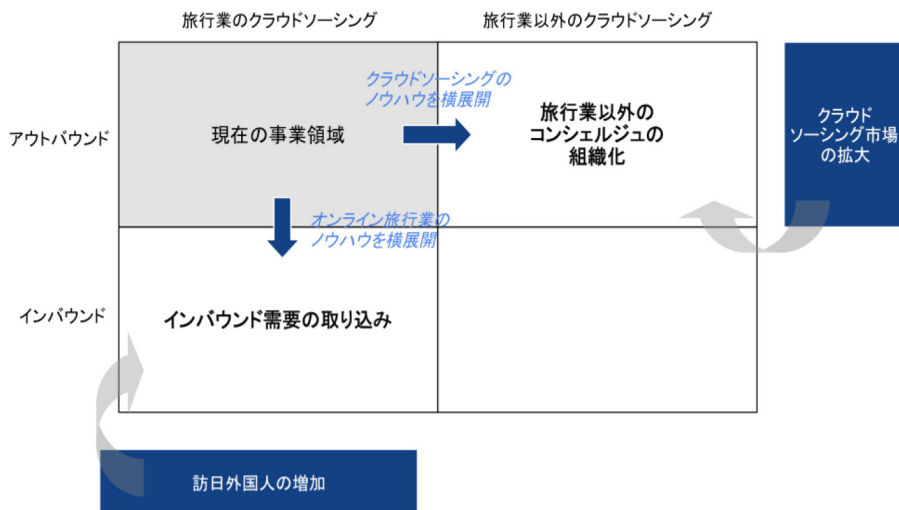 旅行業のクラウドソーシング
旅行業以外のクラウドソーシング
クラウドソーシングの
ノウハウを横展開
アウトバウンド
現在の事業領域
旅行業以外の
コンシェルジュの
組織化
クラウド
ソーシング市場
の拡大
オンライン旅行業の
ノウハウを横展開
インバウンド
インバウンド需要の取り込み
訪日外国人の増加